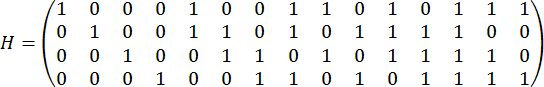 H = 
1 0 0 0 1 0 0 1 1 0 1 0 1 1 1
0 1 0 0 1 1 0 1 0 1 1 1 1 0 0
0 0 1 0 0 1 1 0 1 0 1 1 1 1 0
0 0 0 1 0 0 1 1 0 1 0 1 1 1 1